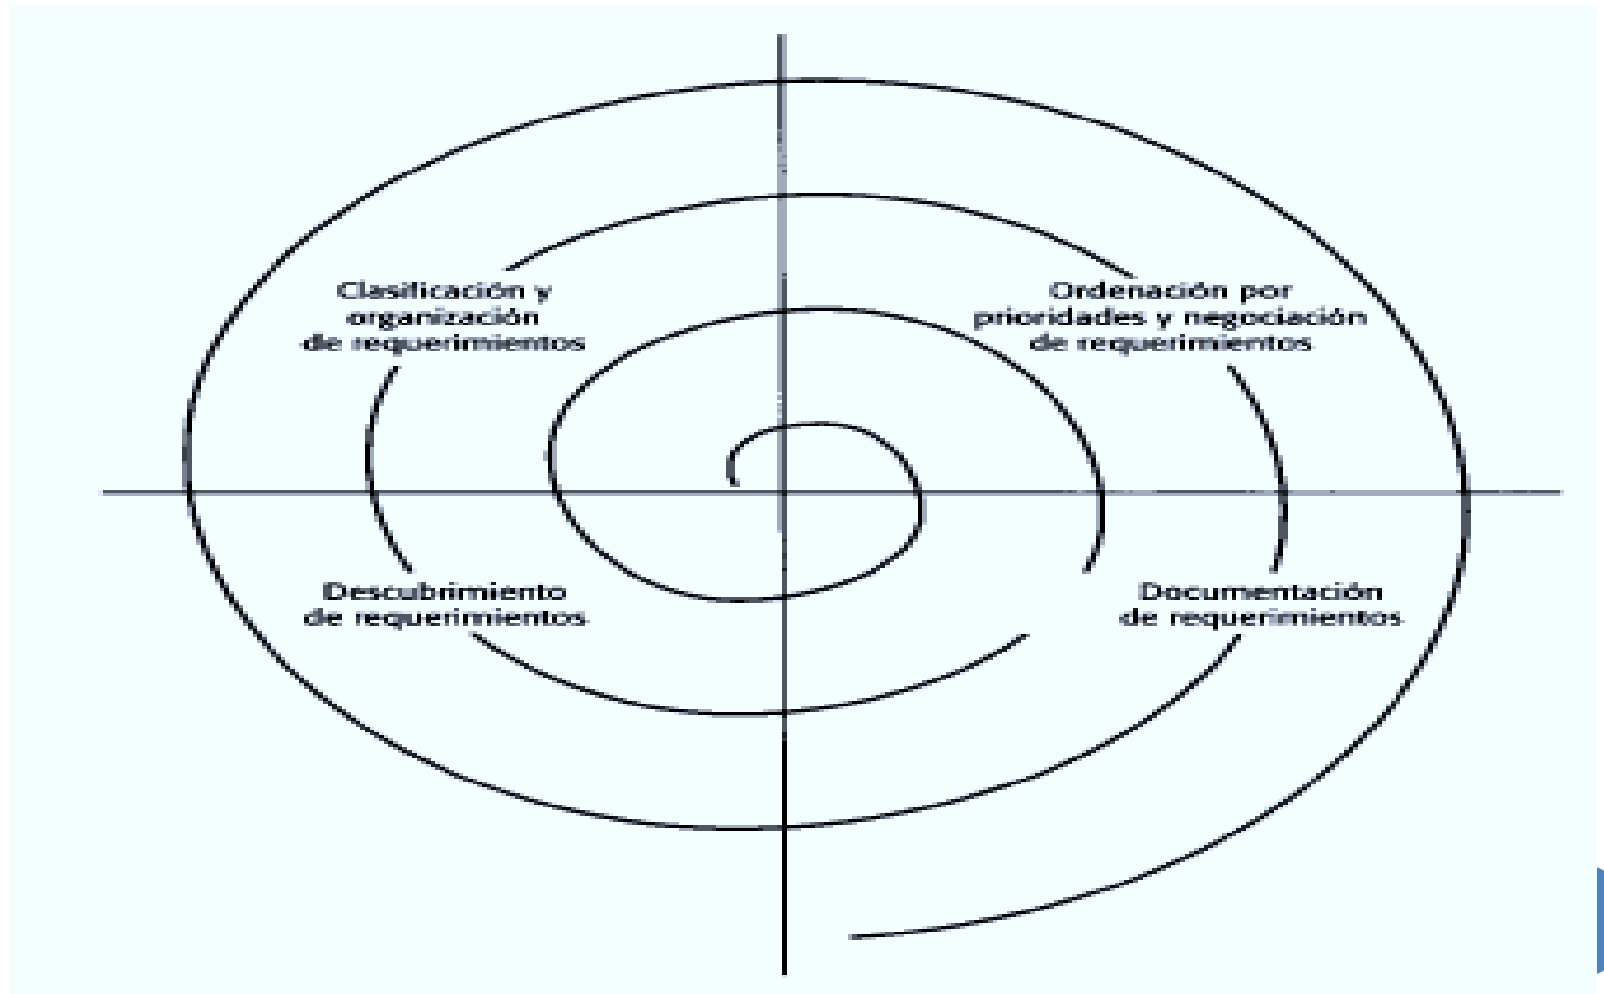 Clasificación y
organización
de requerimientos
Ordenación por
prioridades y negociación
de requerimientos
Descubrimiento
de requerimientos
Documentación
de requerimientos